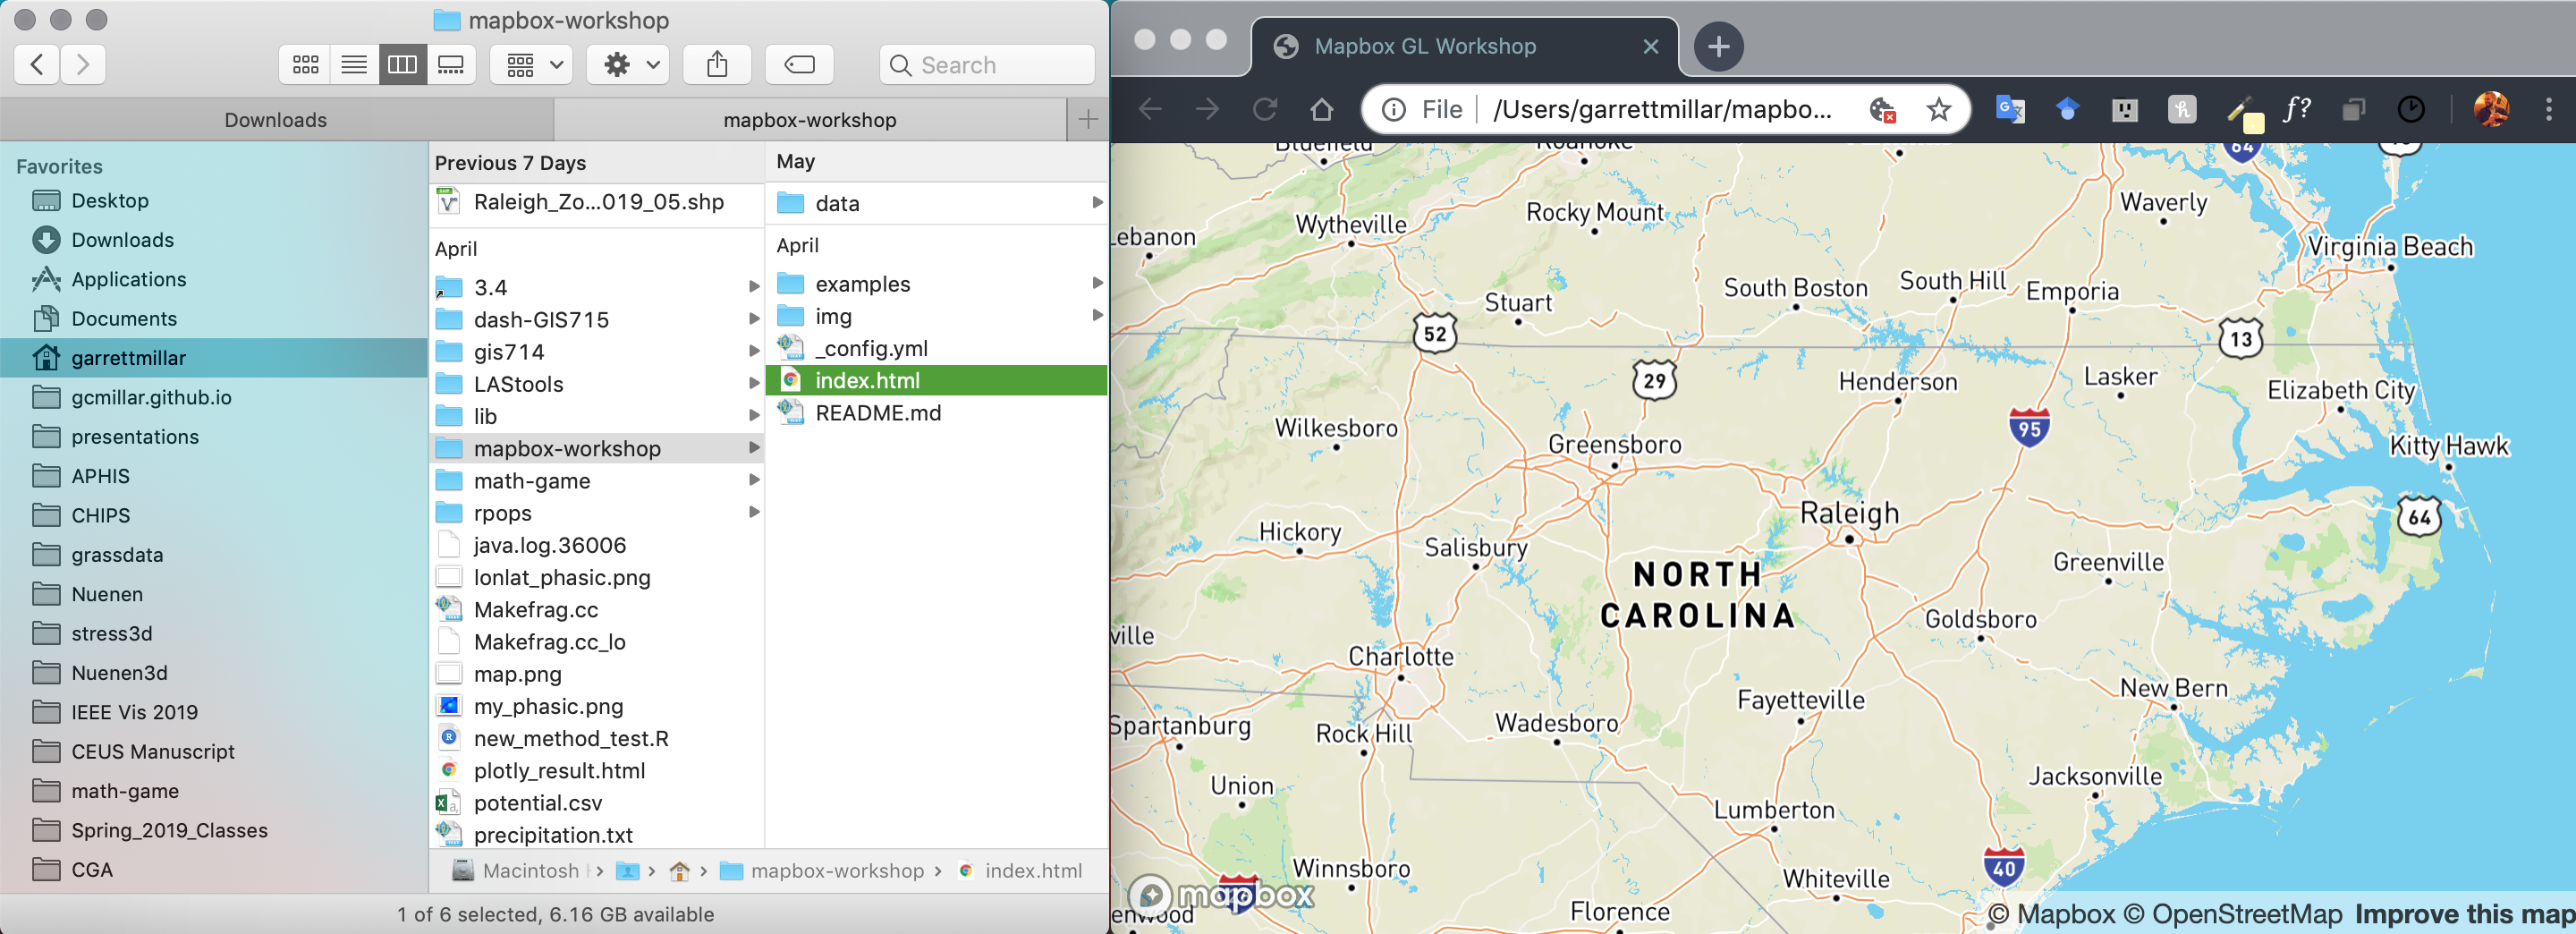 mapbox-workshop
Search
Downloads
mapbox-workshop
Favorites
Desktop
Downloads
Applications
Documents
garrettmillar
gcmillar.github.io
presentations
APHIS
CHIPS
grassdata
Nuenen
stress3d
Nuenen3d
IEEE Vis 2019
CEUS Manuscript
math-game
Spring_2019_Classes
CGA
Previous 7 Days
Raleigh_Zo...019_05.shp
April
3.4
dash-GIS715
gis714
LAStools
lib
mapbox-workshop
math-game
rpops
java.log.36006
lonlat_phasic.png
Makefrag.cc
Makefrag.cc_lo
map.png
my_phasic.png
new_method_test.R
plotly_result.html
potential.csv
precipitation.txt
May
data
April
examples
img
_config.yml
index.html
README.md
Macintosh
mapbox-workshop
index.html
1 of 6 selected, 6.16 GB available
Mapbox GL Workshop
File
/Users/garrettmillar/mapbo...
f?
Bluefield
Roanoke
64
Waverly
Rocky Mount
Wytheville
Lebanon
Virginia Beach
South Boston
South Hill
Emporia
Stuart
52
13
29
Henderson
Lasker
Elizabeth City
95
Wilkesboro
Greensboro
Kitty Hawk
Raleigh
64
Hickory
Salisbury
Greenville
NORTH
CAROLINA
Goldsboro
ville
Charlotte
New Bern
Fayetteville
Spartanburg
Rock Hill
Wadesboro
Jacksonville
Union
Lumberton
40
Winnsboro
Whiteville
mapbox
enwood
Florence
© Mapbox © OpenStreetMap Improve this map